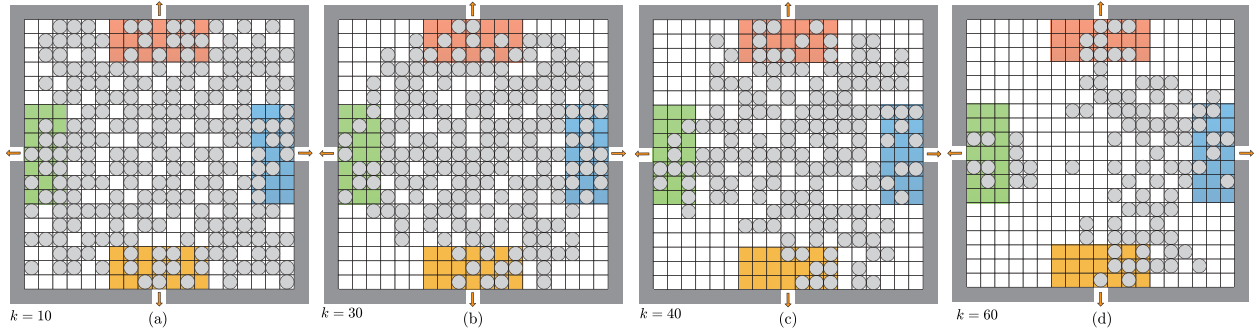 k = 10
(a)
k = 30
(b)
k = 40
(c)
k = 60
(d)